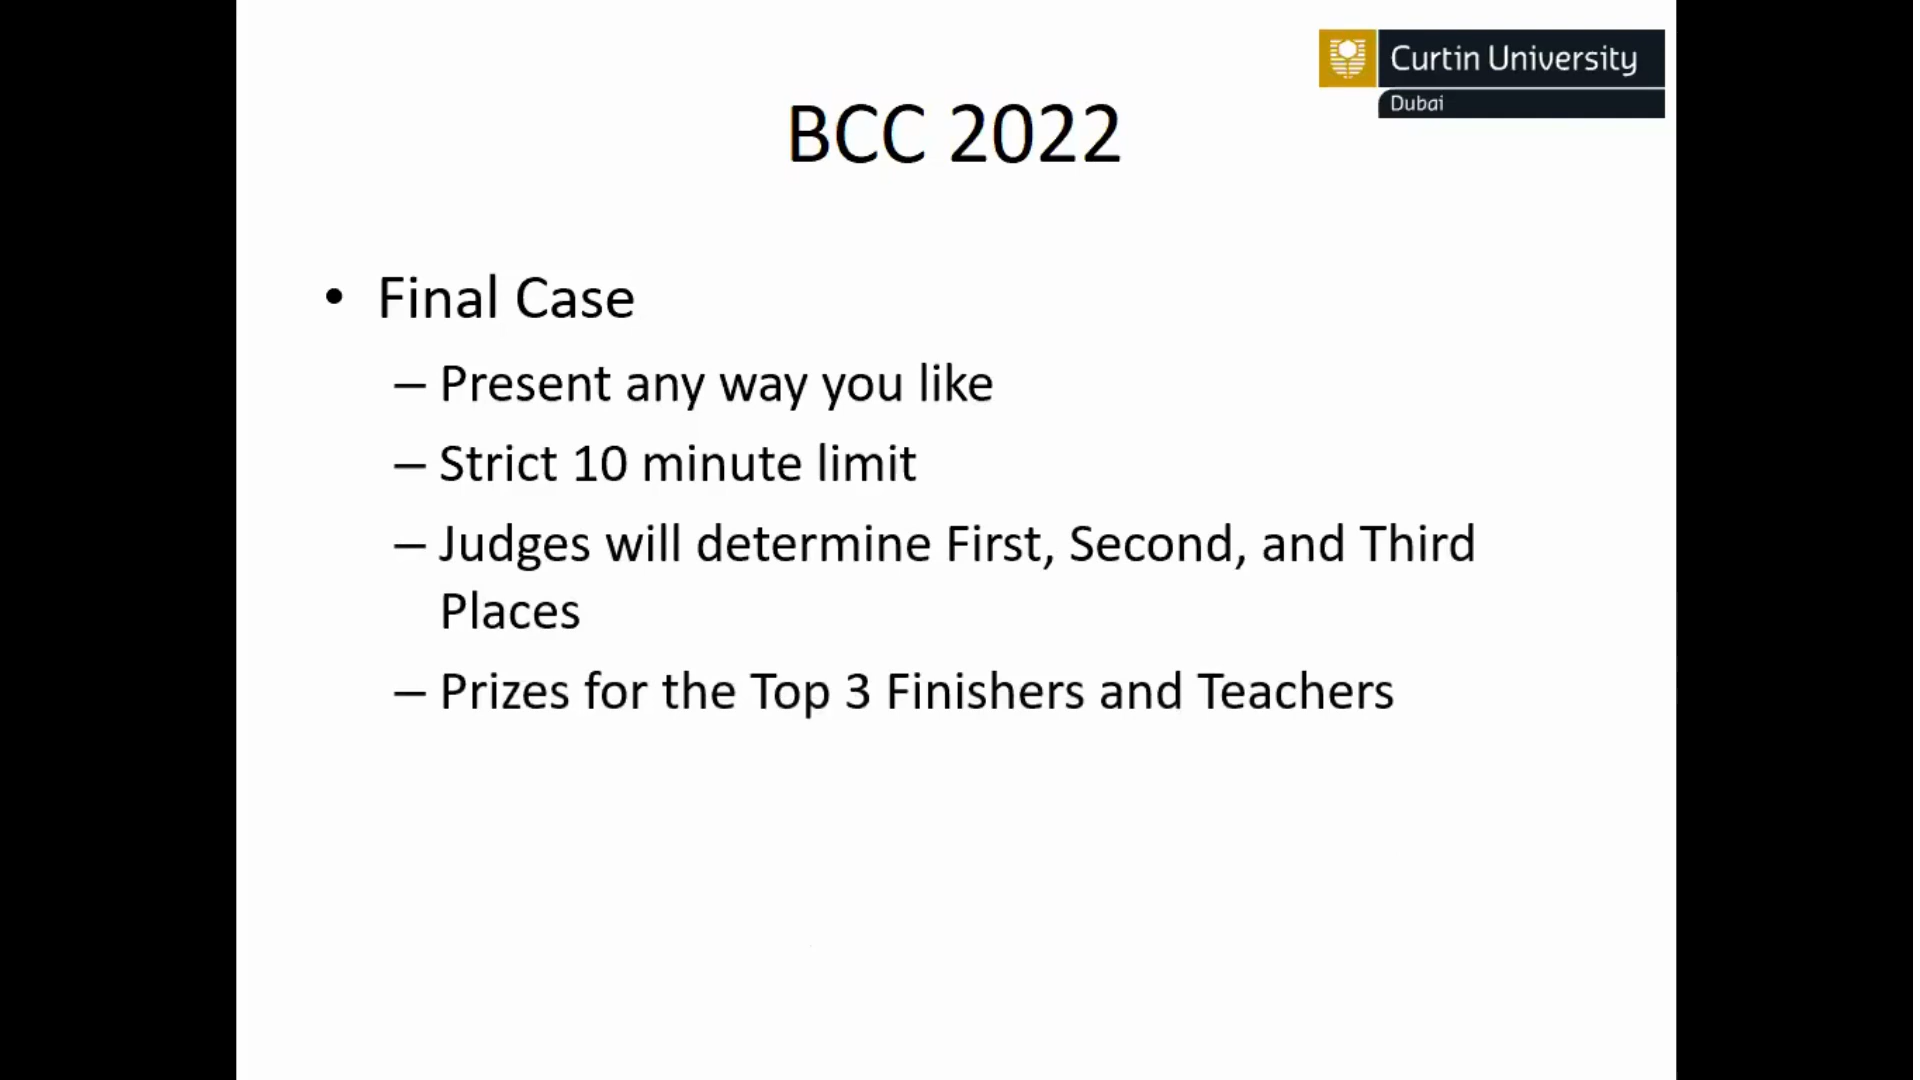 Curtin University
Dubai
BCC 2022
• Final Case
– Present any way you like
– Strict 10 minute limit
– Judges will determine First, Second, and Third
Places
– Prizes for the Top 3 Finishers and Teachers